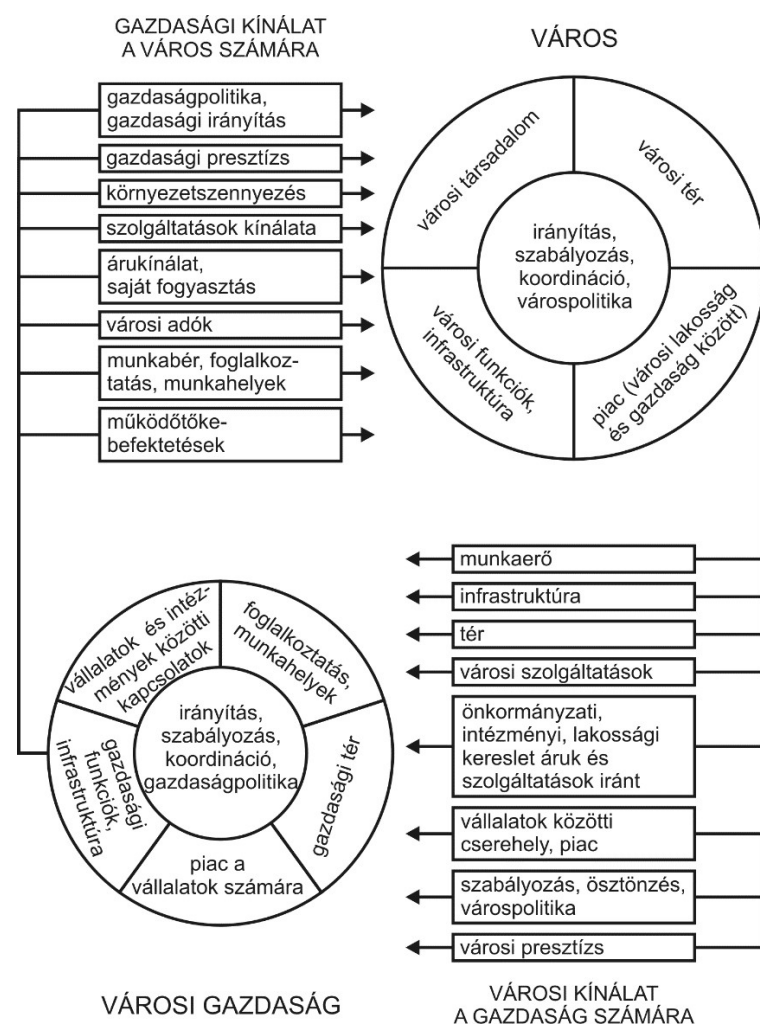 GAZDASÁGI KÍNÁLAT
A VÁROS SZÁMÁRA
gazdaságpolitika,
gazdasági irányítás
gazdasági presztízs
környezetszennyezés
szolgáltatások kínálata
árukínálat,
saját fogyasztás
városi adók
munkabér, foglalkoz-
tatás, munkahelyek
működőtőke-
befektetések
VÁROS
városi társadalom
városi tér
irányítás,
szabályozás,
koordináció,
várospolitika
városi funkciók,
infrastruktúra
piac (városi lakosság
és gazdaság között)
vállalatok és intéz-
mények közötti
kapcsolatok
foglalkoztatás,
munkahelyek
irányítás,
szabályozás,
koordináció,
gazdaságpolitika
gazdasági
funkciók,
infrastruktúra
gazdasági tér
piac a
vállalatok számára
VÁROSI GAZDASÁG
munkaerő
infrastruktúra
tér
városi szolgáltatások
önkormányzati,
intézményi, lakossági
kereslet áruk és
szolgáltatások iránt
vállalatok közötti
cserehely, piac
szabályozás, ösztönzés,
várospolitika
városi presztízs
VÁROSI KÍNÁLAT
A GAZDASÁG SZÁMÁRA